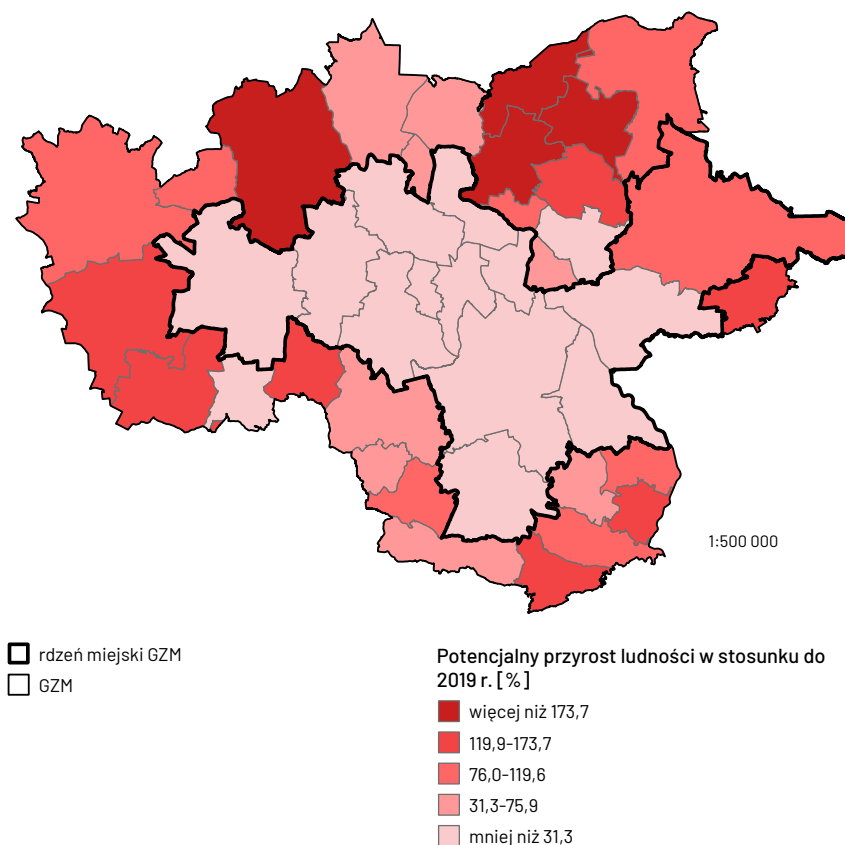 1:500 000
rdzeń miejski GZM
GZM
Potencjalny przyrost ludności w stosunku do
2019 r. [%]
więcej niż 173,7
119,9-173,7
76,0-119,6
31,3-75,9
mniej niż 31,3